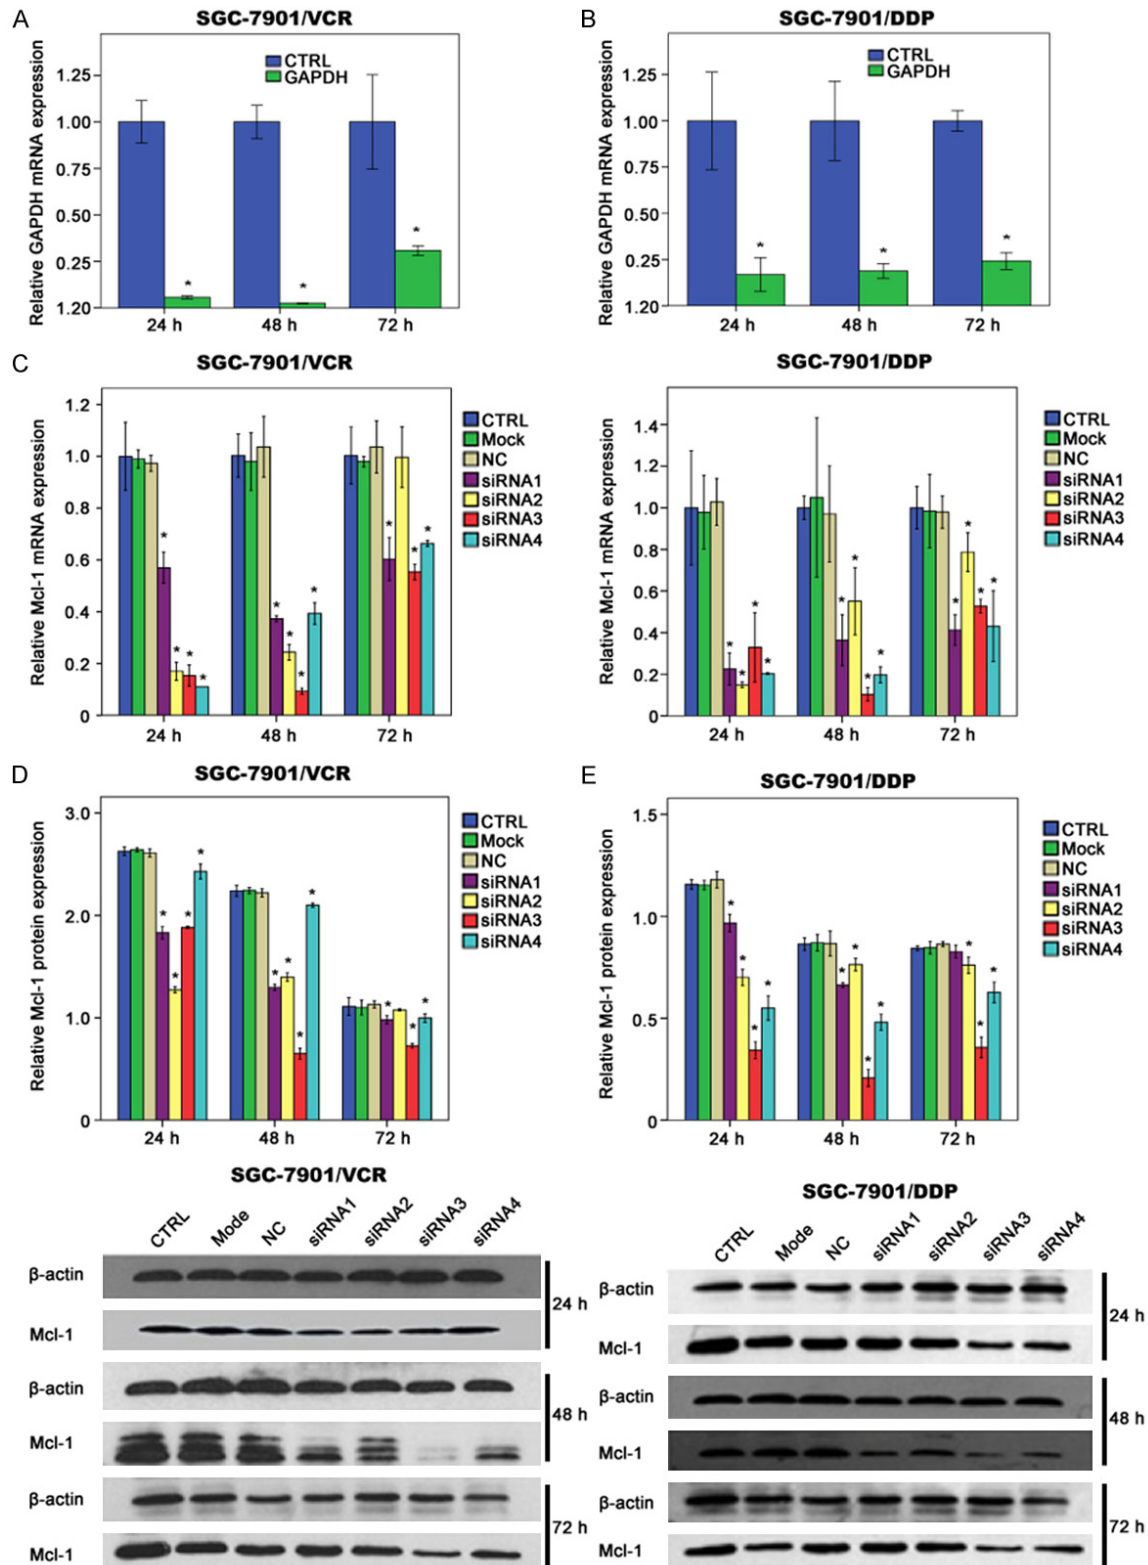 A
SGC-7901/VCR
Relative GAPDH mRNA expression
1.25
1.00
0.75
0.50
0.25
1.20
CTRL
GAPDH
*
*
*
24 h
48 h
72 h
B
SGC-7901/DDP
Relative GAPDH mRNA expression
1.25
1.00
0.75
0.50
0.25
1.20
CTRL
GAPDH
*
*
*
24 h
48 h
72 h
C
SGC-7901/VCR
Relative Mcl-1 mRNA expression
1.2
1.0
0.8
0.6
0.4
0.2
0
* * * *
* * * *
* * *
24 h
48 h
72 h
CTRL
Mock
NC
siRNA1
siRNA2
siRNA3
siRNA4
SGC-7901/DDP
Relative Mcl-1 mRNA expression
1.4
1.2
1.0
0.8
0.6
0.4
0.2
0
* * * *
* * * *
* * * *
24 h
48 h
72 h
CTRL
Mock
NC
siRNA1
siRNA2
siRNA3
siRNA4
D
SGC-7901/VCR
Relative Mcl-1 protein expression
3.0
2.0
1.0
0
* * * *
* * * *
* * *
24 h
48 h
72 h
CTRL
Mock
NC
siRNA1
siRNA2
siRNA3
siRNA4
E
SGC-7901/DDP
Relative Mcl-1 protein expression
1.5
1.0
0.5
0
* * * *
* * * *
* * *
24 h
48 h
72 h
CTRL
Mock
NC
siRNA1
siRNA2
siRNA3
siRNA4
SGC-7901/VCR
CTRL Mode NC siRNA1 siRNA2 siRNA3 siRNA4
β-actin
Mcl-1
24 h
β-actin
Mcl-1
48 h
β-actin
Mcl-1
72 h
SGC-7901/DDP
CTRL Mode NC siRNA1 siRNA2 siRNA3 siRNA4
β-actin
Mcl-1
24 h
β-actin
Mcl-1
48 h
β-actin
Mcl-1
72 h